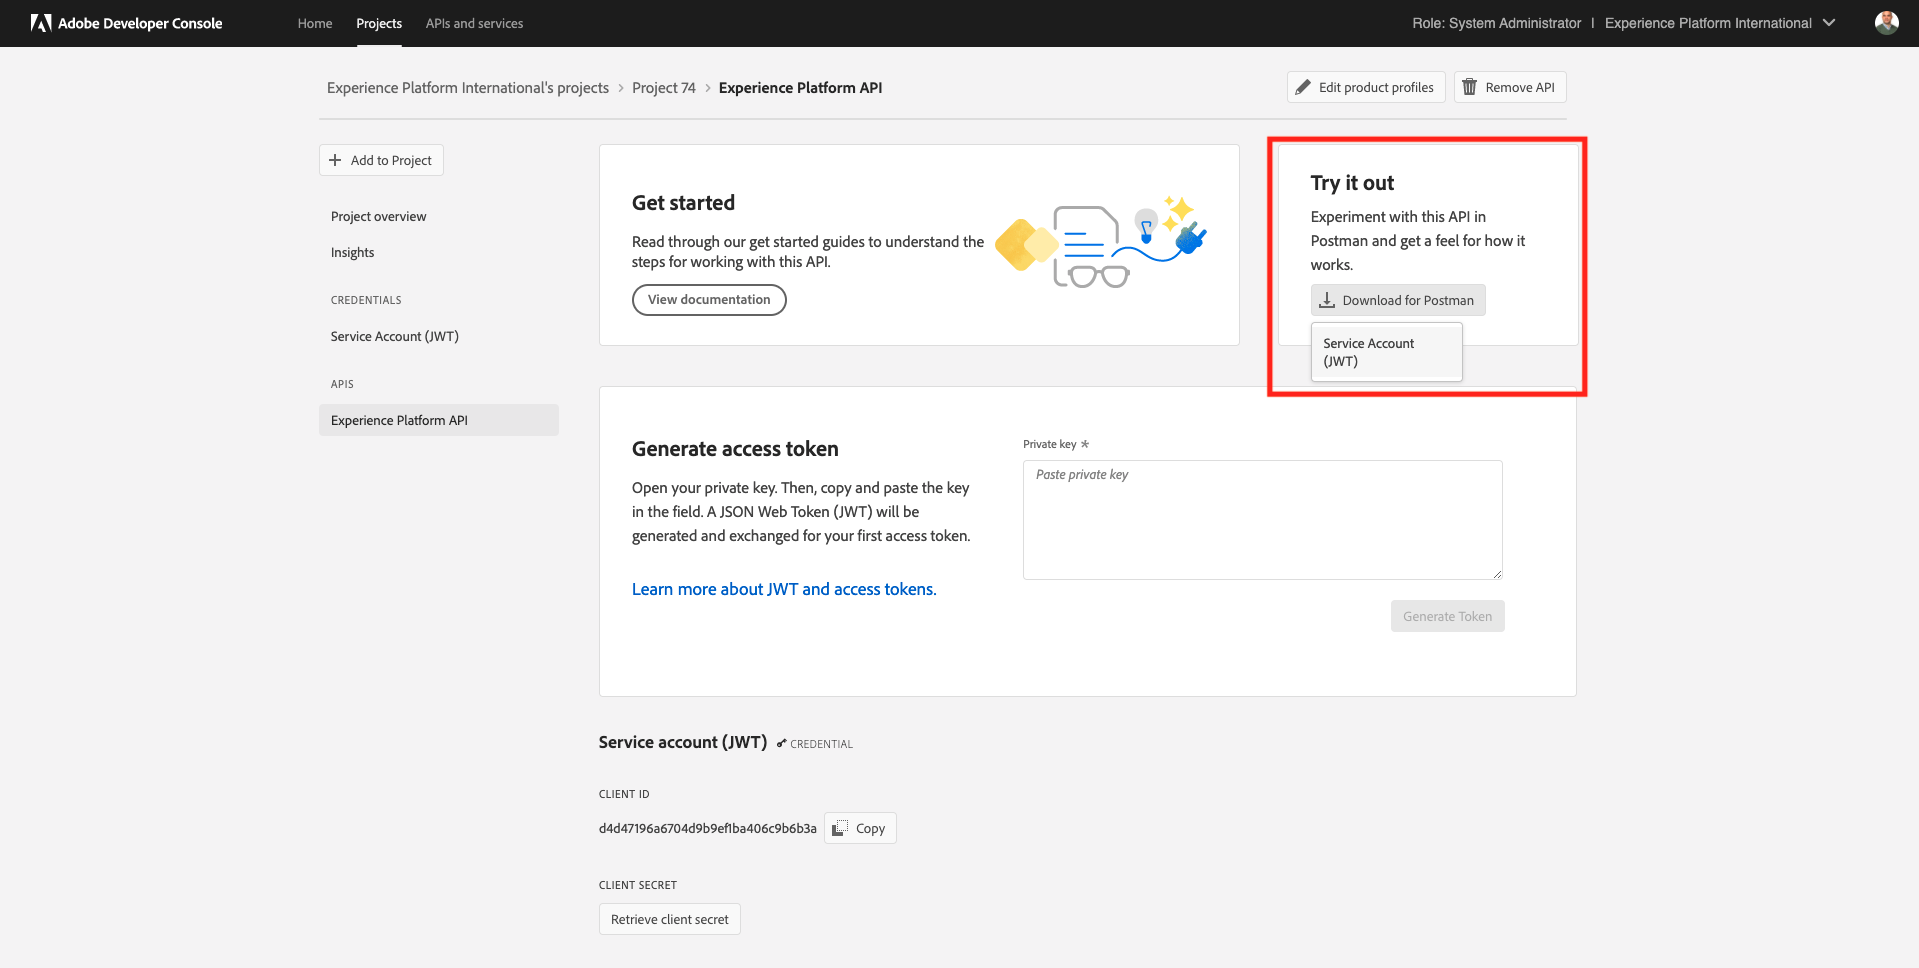 Adobe Developer Console
Home
Projects
APIs and services
Role: System Administrator | Experience Platform International
Experience Platform International's projects > Project 74 > Experience Platform API
Edit product profiles
Remove API
+ Add to Project
Project overview
Insights
CREDENTIALS
Service Account (JWT)
APIS
Experience Platform API
Get started
Read through our get started guides to understand the
steps for working with this API.
View documentation
Try it out
Experiment with this API in
Postman and get a feel for how it
works.
Download for Postman
Service Account
(JWT)
Generate access token
Open your private key. Then, copy and paste the key
in the field. A JSON Web Token (JWT) will be
generated and exchanged for your first access token.
Learn more about JWT and access tokens.
Private key *
Paste private key
Generate Token
Service account (JWT) CREDENTIAL
CLIENT ID
d4d47196a6704d9b9ef1ba406c9b6b3a
Copy
CLIENT SECRET
Retrieve client secret